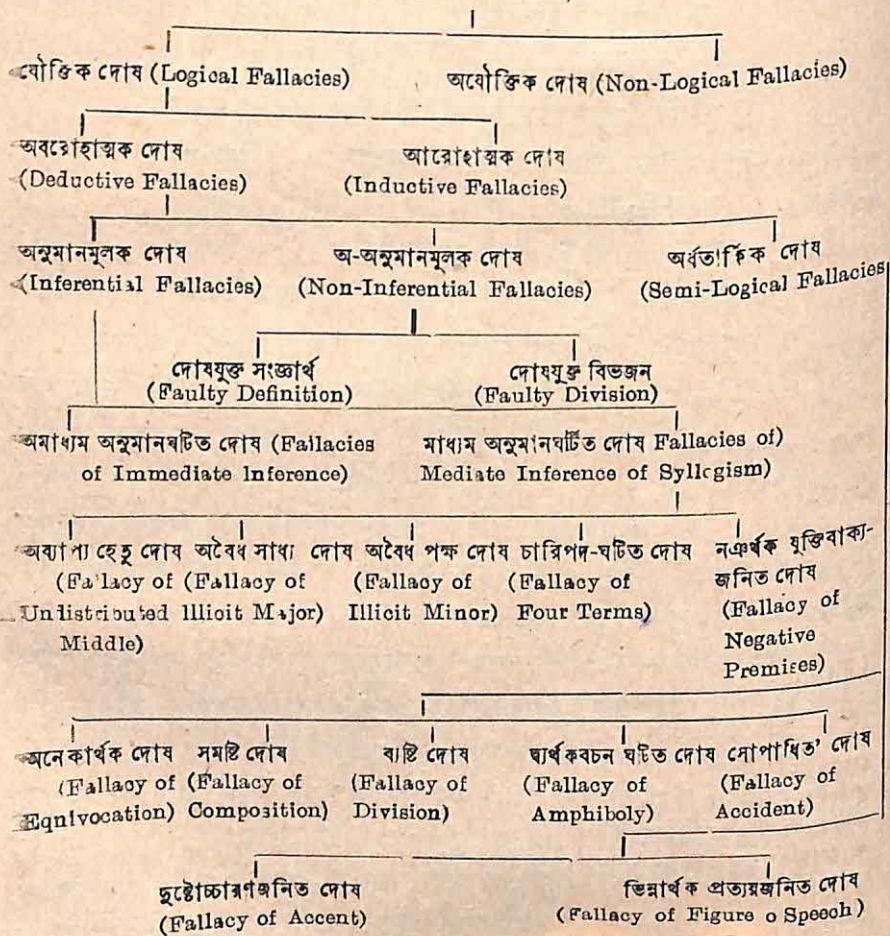 যৌক্তিক দোষ (Logical Fallacies) অযৌক্তিক দোষ (Non-Logical Fallacies)
অবরোহাত্মক দোষ আরোহাত্মক দোষ
(Deductive Fallacies) (Inductive Fallacies)
অনুমানমূলক দোষ অ-অনুমানমূলক দোষ অর্ধতার্কিক দোষ
(Inferential Fallacies) (Non-Inferential Fallacies) (Semi-Logical Fallacies
দোষযুক্ত সংজ্ঞার্থ দোষযুক্ত বিভজন
(Faulty Definition) (Faulty Division)
অমাধ্যম অনুমানঘটিত দোষ (Failacies মাধ্যম অনুমানঘটিত দোষ Fallacies of)
of Immediate Inference) Mediate Inference of Syllogism)
অব্যাপ্য হেতু দোষ অবৈধ সাধ্য দোষ অবৈধ পক্ষ দোষ চারিপদ-ঘটিত দোষ নঞর্থক যুক্তিবাক্য-
(Fallacy of (Fallacy of (Fallacy of (Fallacy of জনিত দোষ
Undistributed Illicit Major) Illicit Minor) Four Terms) (Fallacy of
Middle) Negative
Premises)
অনেকার্থক দোষ সমষ্টি দোষ ব্যষ্টি দোষ দ্ব্যর্থকবচন ঘটিত দোষ সোপাধিত' দোষ
(Fallacy of (Fallacy of (Fallacy of (Fallacy of (Fallacy of
Eqnivocation) Composition) Division) Amphiboly) Accident)
দুষ্টোচ্চারণজনিত দোষ ভিন্নার্থক প্রত্যয়জনিত দোষ
(Fallacy of Accent) (Fallacy of Figure o Speech)